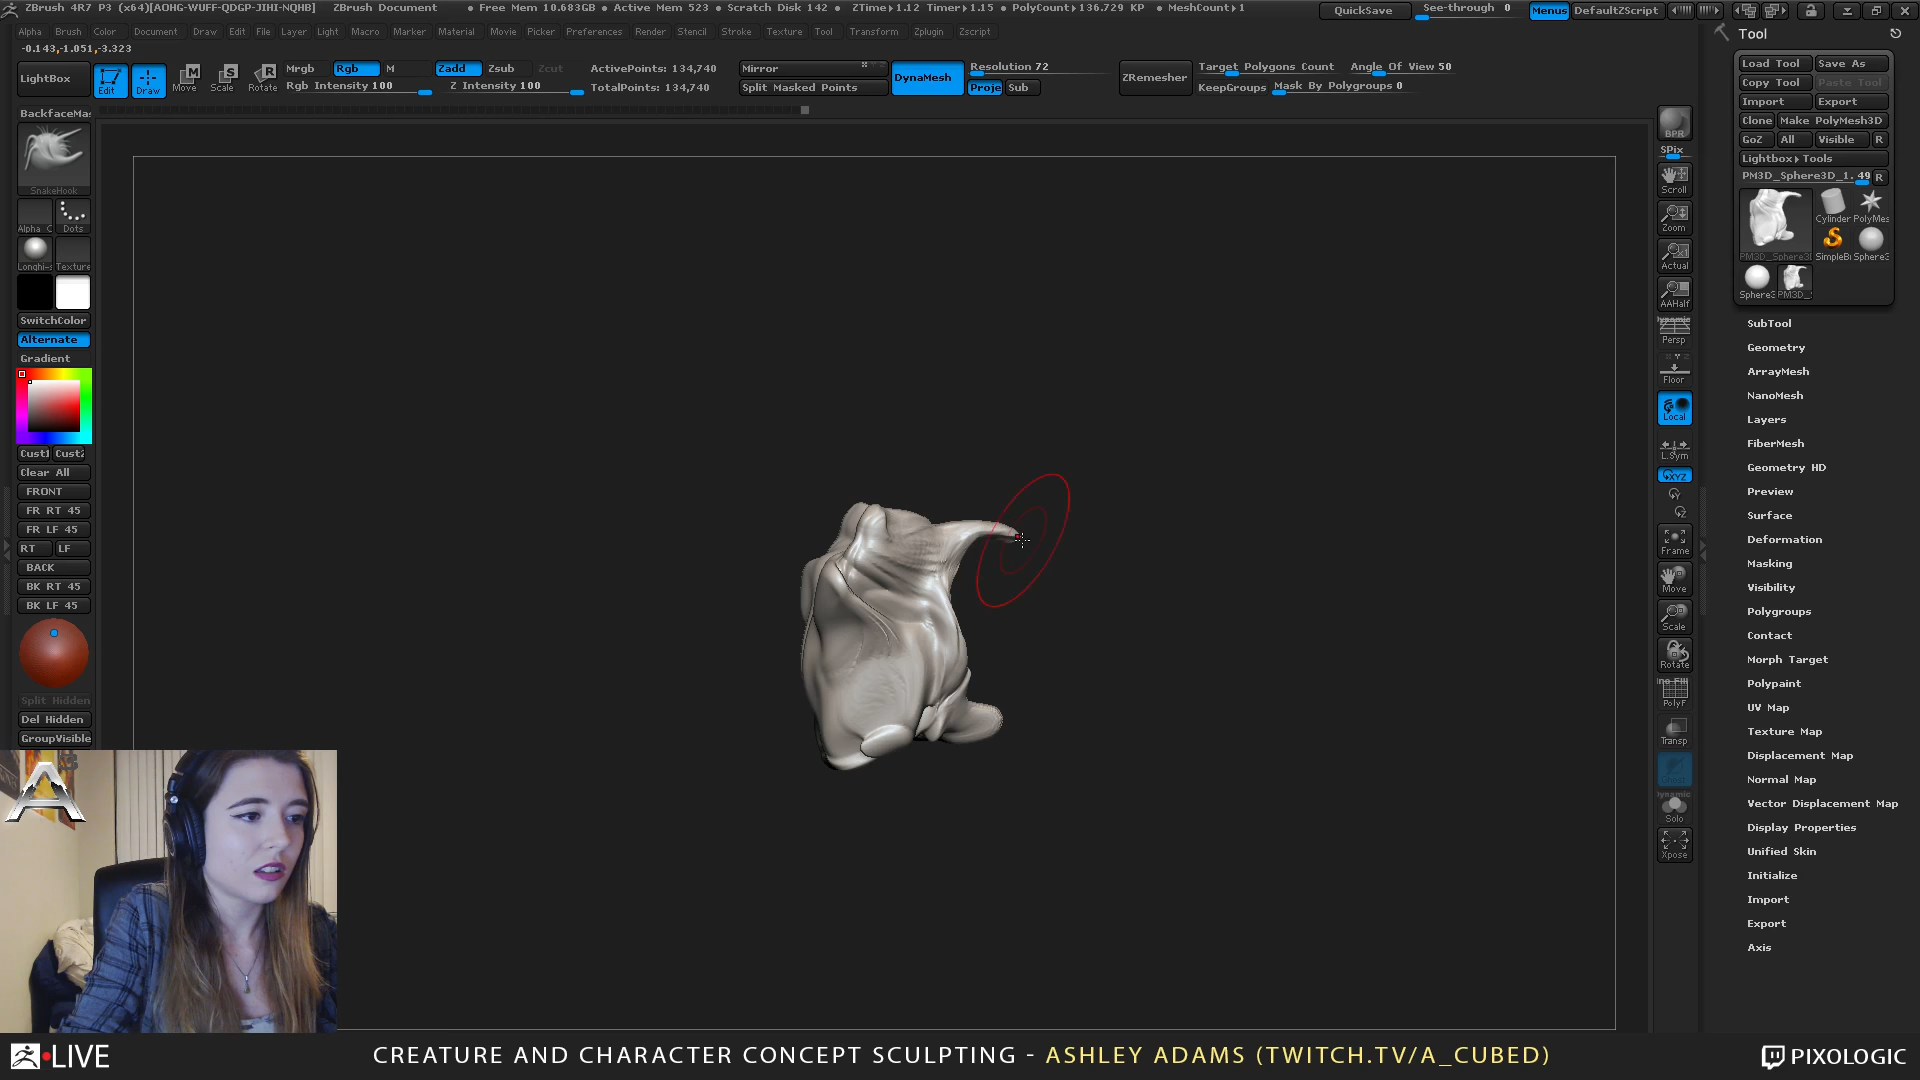 ZBrush 4R7 P3 (x64)[AOHG-WUFF-QDGP-JIHI-NQHB] ZBrush Document • Free Mem 10.683GB • Active Mem 523 • Scratch Disk 142 • ZTime▸1.12 Timer▸1.15 • PolyCount▸136.729 KP • MeshCount▸1 QuickSave See-through 0 Menus DefaultZScript
Alpha Brush Color Document Draw Edit File Layer Light Macro Marker Material Movie Picker Preferences Render Stencil Stroke Texture Tool Transform Zplugin Zscript
-0.143,-1.051,-3.323
LightBox Edit Draw Move Scale Rotate
Mrgb Rgb M Zadd Zsub Zcut
Rgb Intensity 100 Z Intensity 100
ActivePoints: 134,740
TotalPoints: 134,740
Mirror
Split Masked Points
DynaMesh
Resolution 72
Proje Sub
ZRemesher
Target Polygons Count Angle Of View 50
KeepGroups Mask By Polygroups 0
BackfaceMa
SnakeHook
Alpha Dots
Texture
SwitchColor
Alternate
Gradient
Cust1 Cust2
Clear All
FRONT
FR RT 45
FR LF 45
RT LF
BACK
BK RT 45
BK LF 45
Split Hidden
Del Hidden
GroupVisible
BPR
SPix
Scroll
Zoom
Actual
AAHalf
Dynamic
Persp
Floor
Local
L.Sym
XYZ
Frame
Move
Scale
Rotate
PolyF
Transp
Ghost
Dynamic
Solo
Xpose
Tool
Load Tool Save As
Copy Tool Paste Tool
Import Export
Clone Make PolyMesh3D
GoZ All Visible R
Lightbox▸Tools
PM3D_Sphere3D_1. 49 R
Cylinder PolyMes
PM3D_Sphere3D SimpleB Sphere3
Sphere3 PM3D_
SubTool
Geometry
ArrayMesh
NanoMesh
Layers
FiberMesh
Geometry HD
Preview
Surface
Deformation
Masking
Visibility
Polygroups
Contact
Morph Target
Polypaint
UV Map
Texture Map
Displacement Map
Normal Map
Vector Displacement Map
Display Properties
Unified Skin
Initialize
Import
Export
Axis
LIVE
CREATURE AND CHARACTER CONCEPT SCULPTING - ASHLEY ADAMS (TWITCH.TV/A_CUBED)
PIXOLOGIC